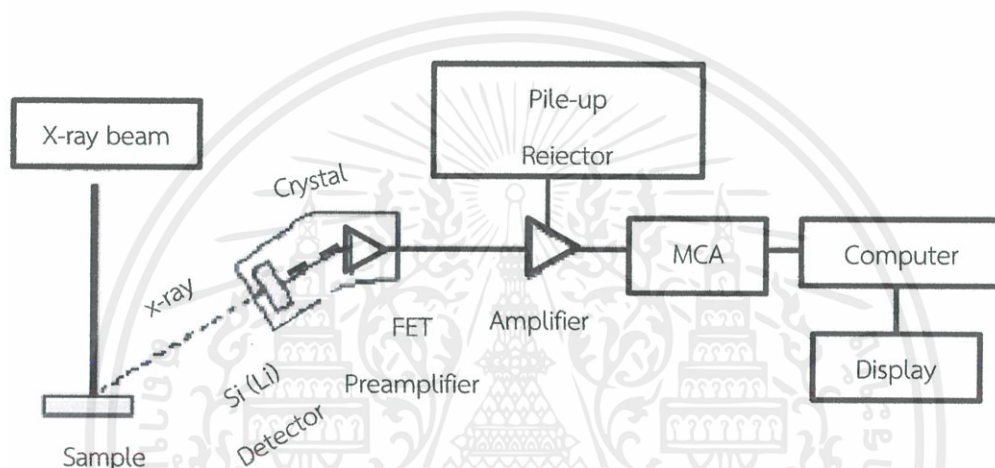 X-ray beam
Pile-up
Reiector
Crystal
x-ray
Si (Li)
Detector
FET
Preamplifier
Amplifier
MCA
Computer
Display
Sample